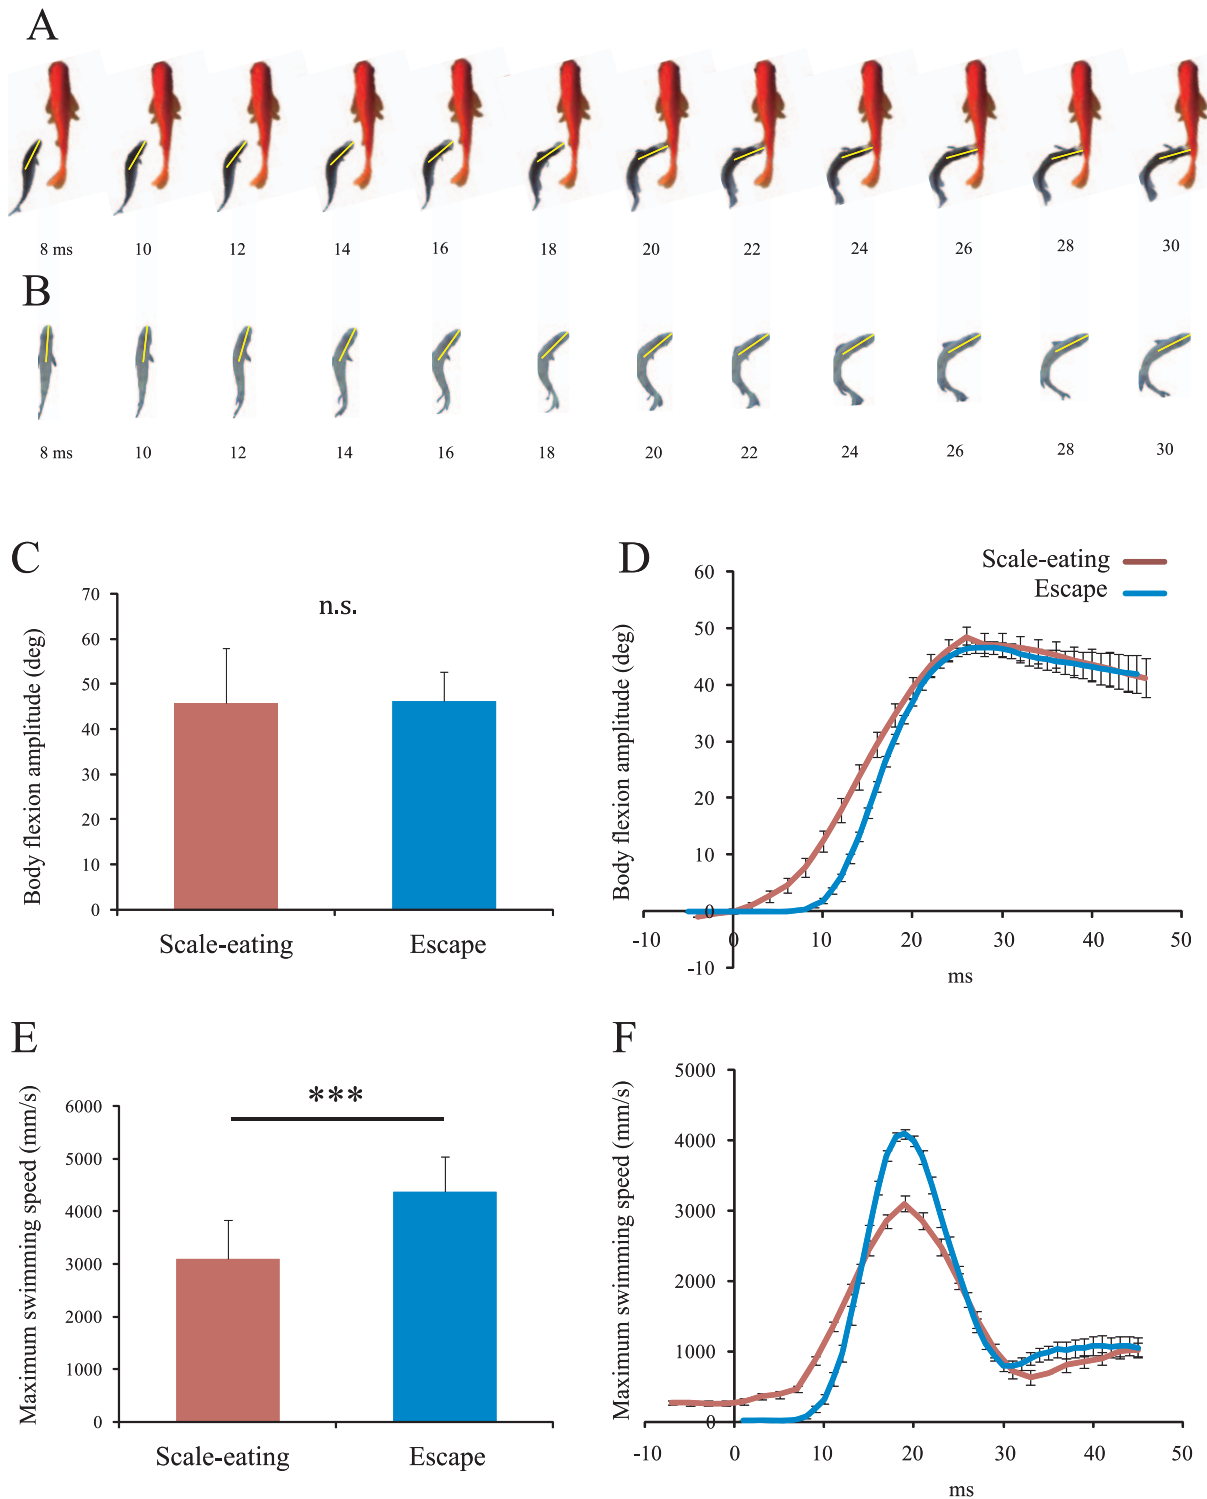 A
8 ms 10 12 14 16 18 20 22 24 26 28 30
B
8 ms 10 12 14 16 18 20 22 24 26 28 30
C
Body flexion amplitude (deg)
70
60
50
40
30
20
10
0
n.s.
Scale-eating Escape
D
Scale-eating
Escape
Body flexion amplitude (deg)
60
50
40
30
20
10
0
-10
-10 0 10 20 30 40 50
ms
E
Maximum swimming speed (mm/s)
6000
5000
4000
3000
2000
1000
0
***
Scale-eating Escape
F
Maximum swimming speed (mm/s)
5000
4000
3000
2000
1000
0
-10 0 10 20 30 40 50
ms